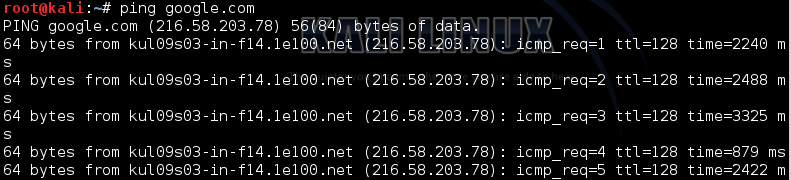 root@kali:~# ping google.com
PING google.com (216.58.203.78) 56(84) bytes of data.
KALI LINUX
64 bytes from kul09s03-in-f14.1e100.net (216.58.203.78): icmp_req=1 ttl=128 time=2240 m
s
64 bytes from kul09s03-in-f14.1e100.net (216.58.203.78): icmp_req=2 ttl=128 time=2488 m
s
64 bytes from kul09s03-in-f14.1e100.net (216.58.203.78): icmp_req=3 ttl=128 time=3325 m
s
64 bytes from kul09s03-in-f14.1e100.net (216.58.203.78): icmp_req=4 ttl=128 time=879 ms
64 bytes from kul09s03-in-f14.1e100.net (216.58.203.78): icmp_req=5 ttl=128 time=2422 m